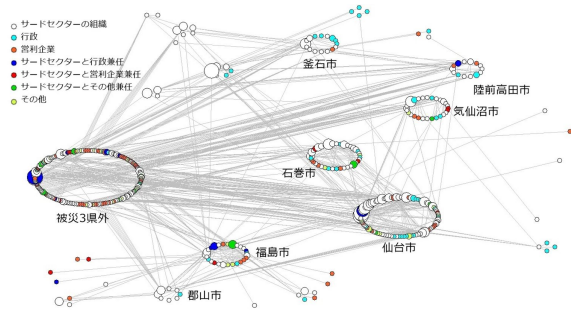 サードセクターの組織
行政
営利企業
サードセクターと行政兼任
サードセクターと営利企業兼任
サードセクターとその他兼任
その他
釜石市
陸前高田市
気仙沼市
石巻市
被災3県外
仙台市
福島市
郡山市